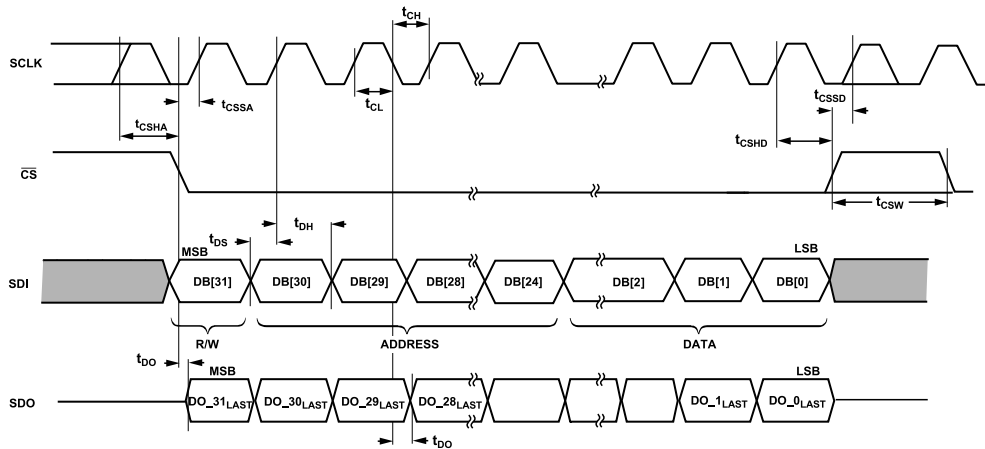 tCH
SCLK
tCSSA
tCL
tCSSD
tCSHA
tCSHD
CS
tCSW
tDS
tDH
MSB
LSB
SDI
DB[31]
DB[30]
DB[29]
DB[28]
DB[24]
DB[2]
DB[1]
DB[0]
R/W
ADDRESS
DATA
tDO
MSB
LSB
SDO
DO_31LAST
DO_30LAST
DO_29LAST
DO_28LAST
DO_1LAST
DO_0LAST
tDO